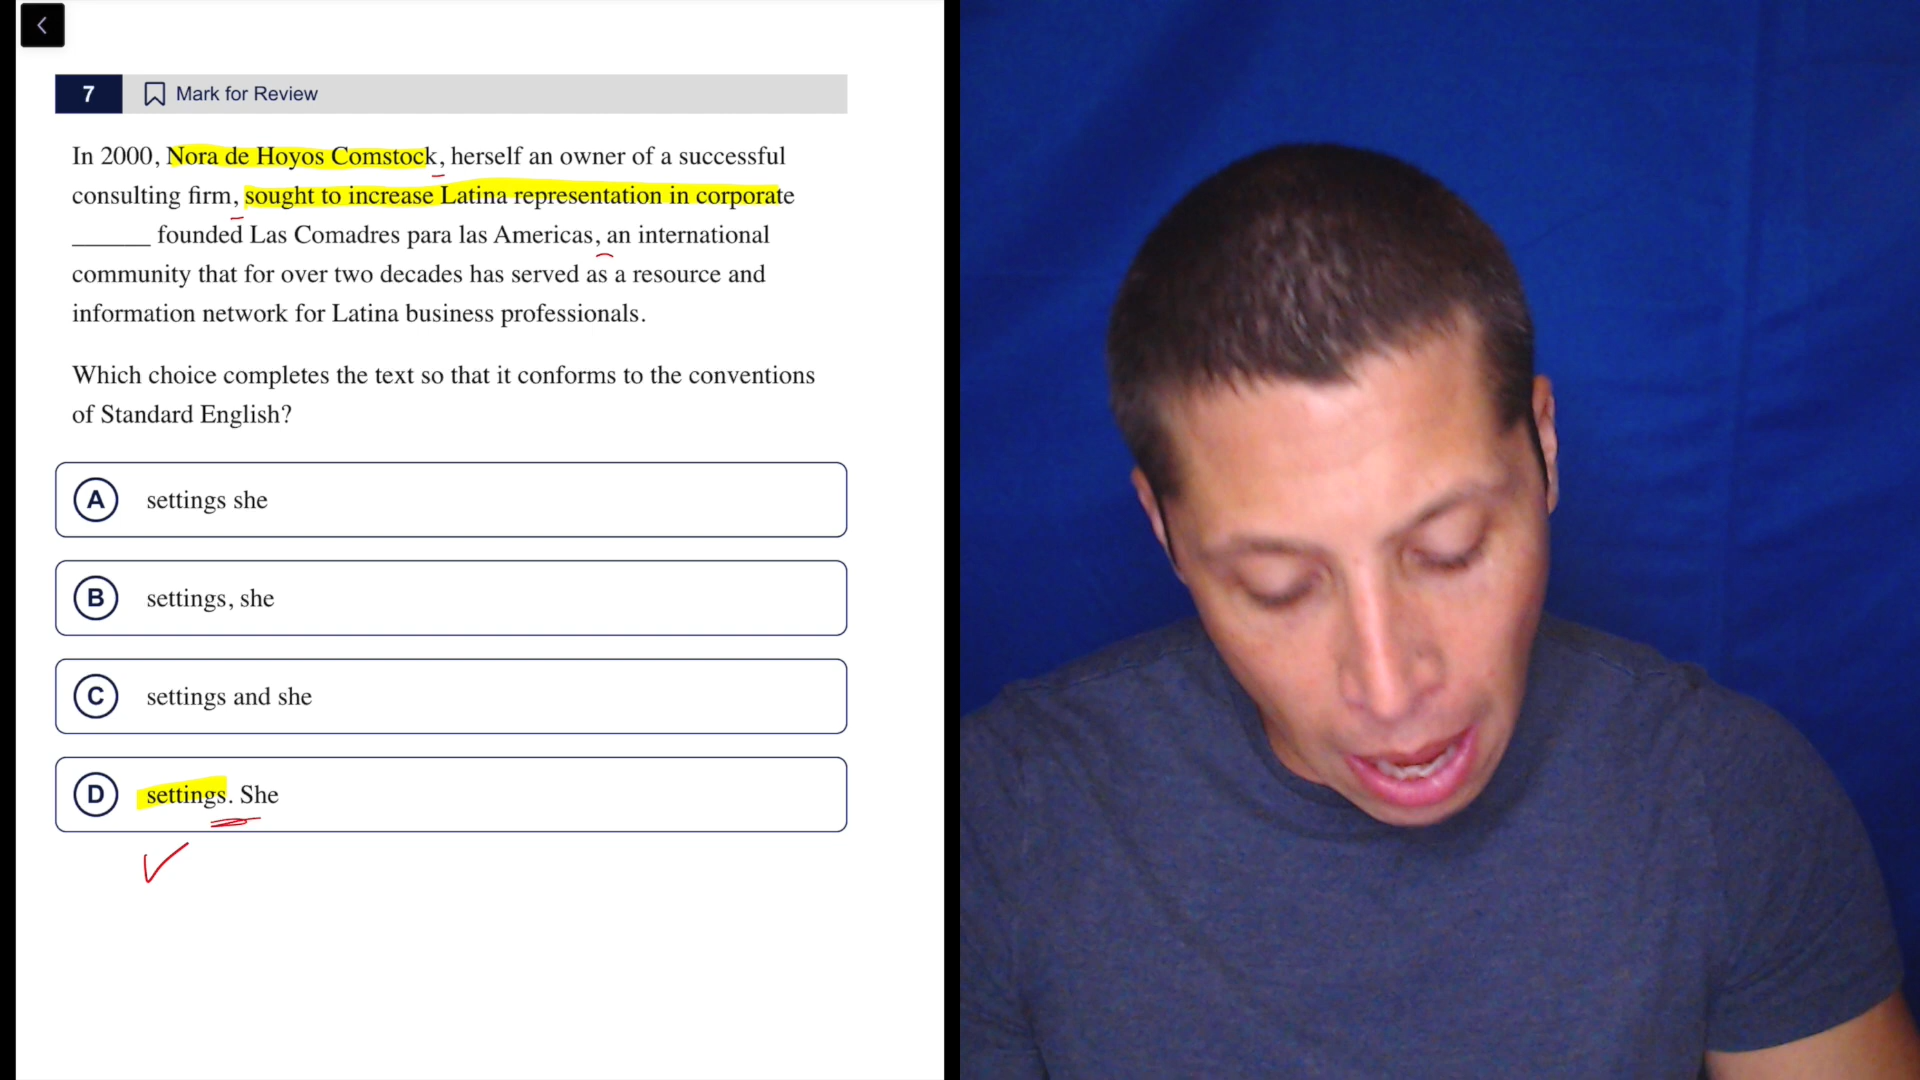 7 Mark for Review
In 2000, Nora de Hoyos Comstock, herself an owner of a successful
consulting firm, sought to increase Latina representation in corporate
______ founded Las Comadres para las Americas, an international
community that for over two decades has served as a resource and
information network for Latina business professionals.
Which choice completes the text so that it conforms to the conventions
of Standard English?
A settings she
B settings, she
C settings and she
D settings. She